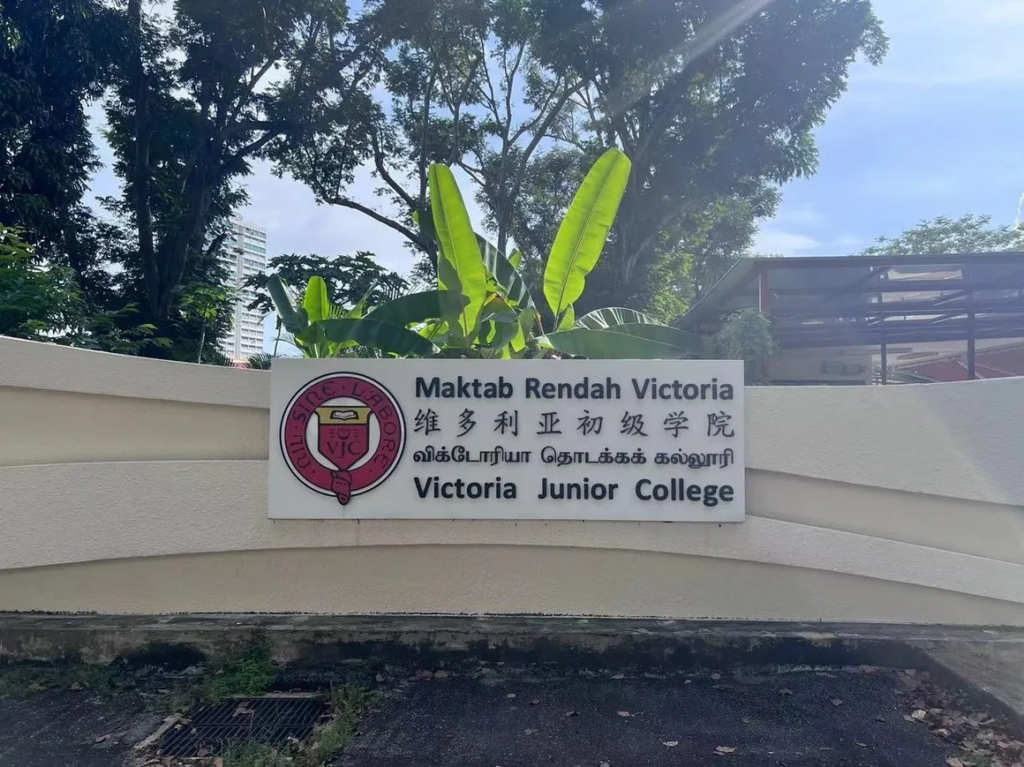 NIL · SINE · LABORE ·
VJC
Maktab Rendah Victoria
维多利亚初级学院
விக்டோரியா தொடக்கக் கல்லூரி
Victoria Junior College